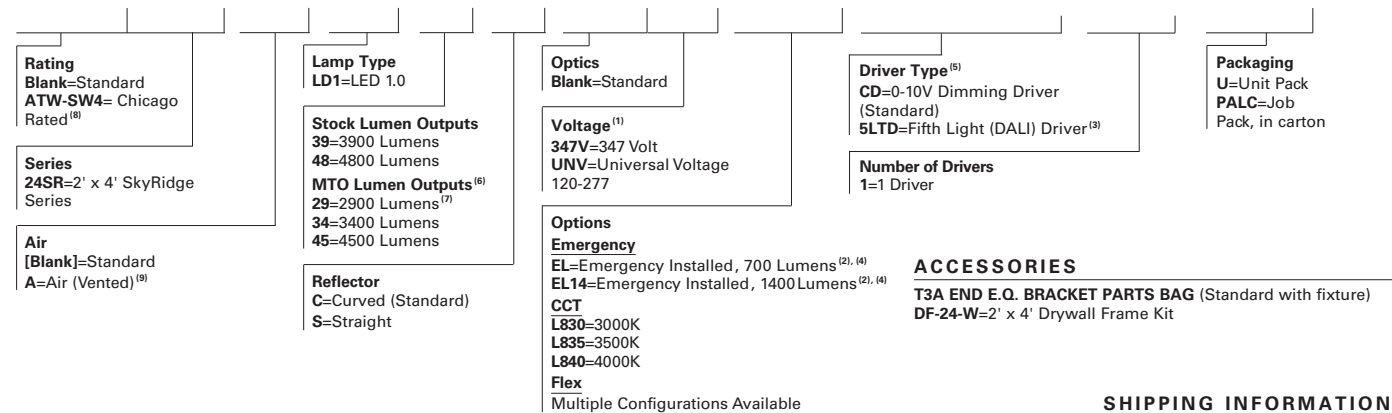 Rating
Blank=Standard
ATW-SW4= Chicago
Rated (8)
Series
24SR=2' x 4' SkyRidge
Series
Air
[Blank]=Standard
A=Air (Vented) (9)
Lamp Type
LD1=LED 1.0
Stock Lumen Outputs
39=3900 Lumens
48=4800 Lumens
MTO Lumen Outputs (6)
29=2900 Lumens (7)
34=3400 Lumens
45=4500 Lumens
Reflector
C=Curved (Standard)
S=Straight
Optics
Blank=Standard
Voltage (1)
347V=347 Volt
UNV=Universal Voltage
120-277
Options
Emergency
EL=Emergency Installed, 700 Lumens (2), (4)
EL14=Emergency Installed, 1400 Lumens (2), (4)
CCT
L830=3000K
L835=3500K
L840=4000K
Flex
Multiple Configurations Available
Driver Type (5)
CD=0-10V Dimming Driver
(Standard)
5LTD=Fifth Light (DALI) Driver (3)
Number of Drivers
1=1 Driver
Packaging
U=Unit Pack
PALC=Job
Pack, in carton
ACCESSORIES
T3A END E.Q. BRACKET PARTS BAG (Standard with fixture)
DF-24-W=2' x 4' Drywall Frame Kit
SHIPPING INFORMATION